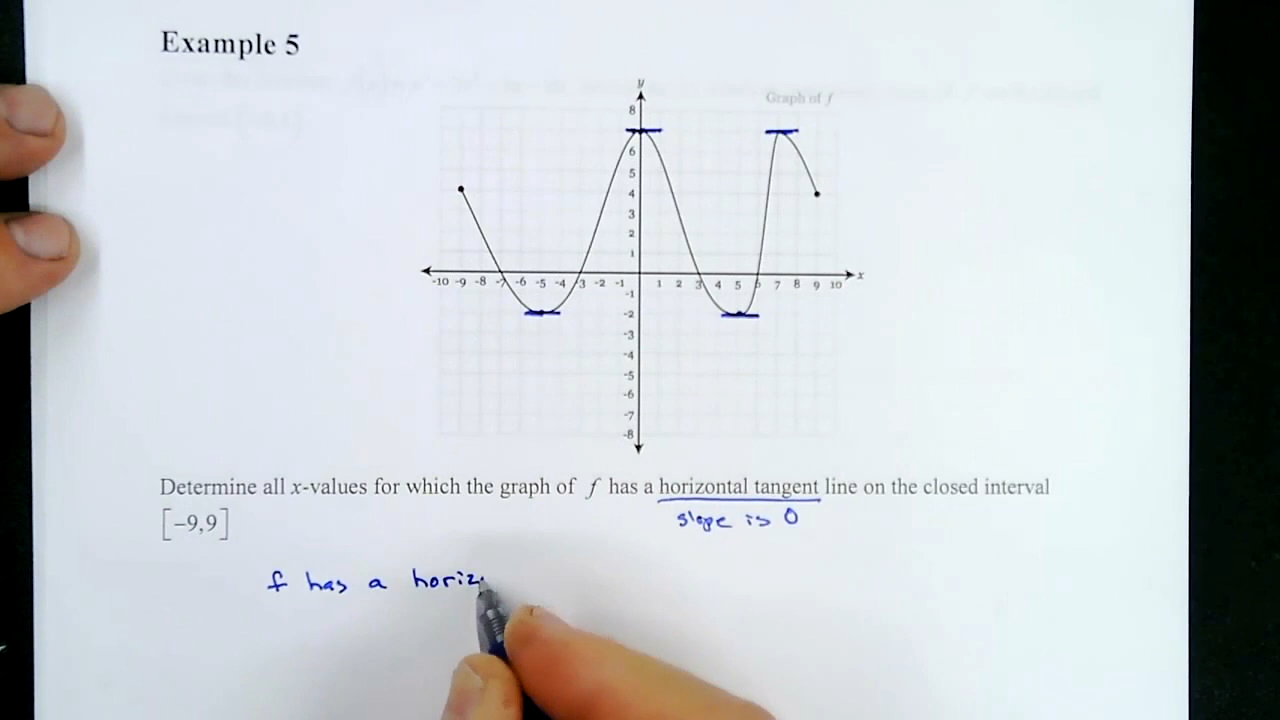 Example 5
y
Graph of f
8
6
5
4
3
2
1
-10 -9 -8 -7 -6 -5 -4 -3 -2 -1 1 2 3 4 5 6 7 8 9 10 x
-1
-2
-3
-4
-5
-6
-7
-8
Determine all x-values for which the graph of f has a horizontal tangent line on the closed interval
[-9,9]
slope is 0
f has a horiz